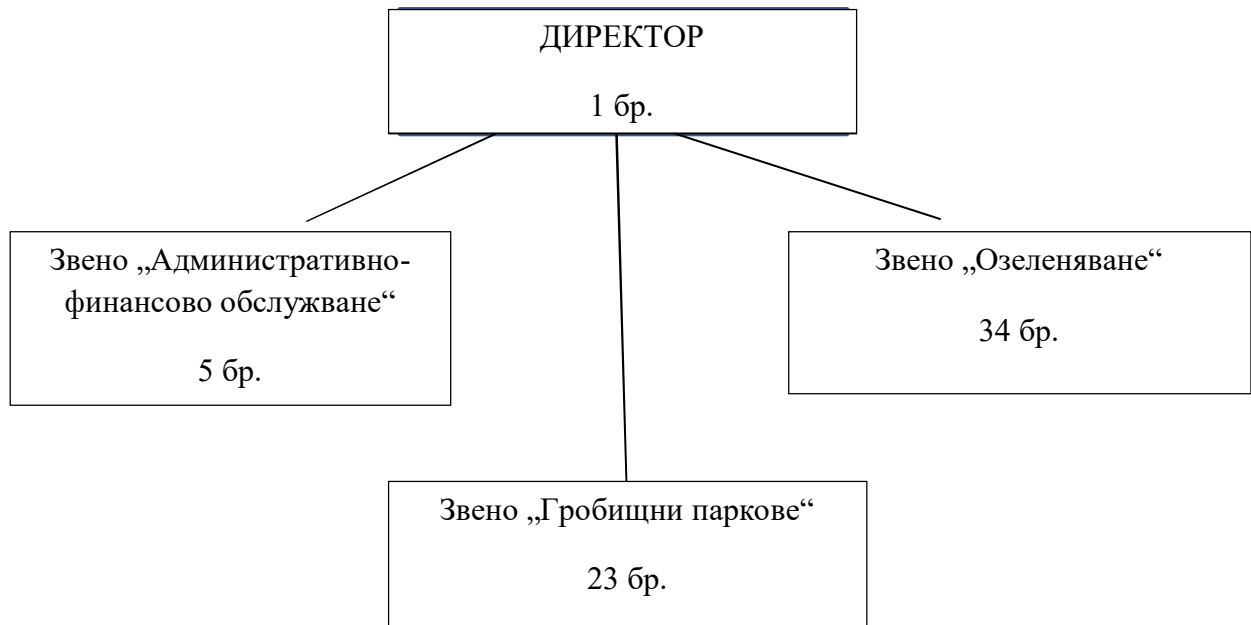 ДИРЕКТОР
1 бр.
Звено „Административно-
финансово обслужване“
5 бр.
Звено „Озеленяване“
34 бр.
Звено „Гробищни паркове“
23 бр.